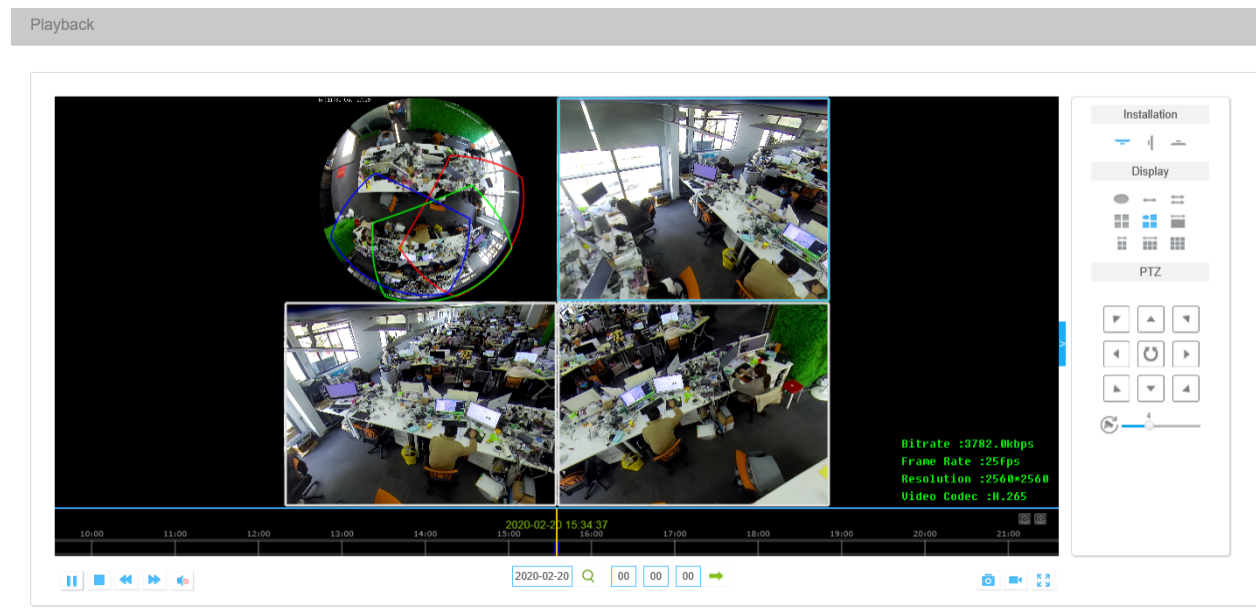 Playback
Installation
Display
PTZ
4
Bitrate :3782.0kbps
Frame Rate :25fps
Resolution :2560*2560
Video Codec :H.265
2020-02-20 15:34:37
10:00 11:00 12:00 13:00 14:00 15:00 16:00 17:00 18:00 19:00 20:00 21:00
2020-02-20 00 00 00